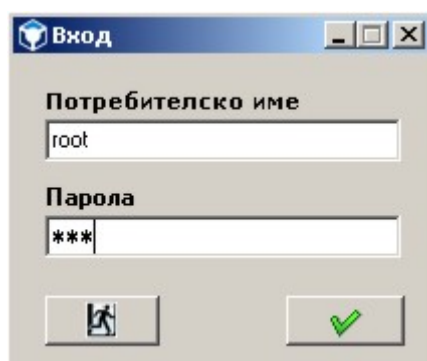 Вход
Потребителско име
root
Парола
***